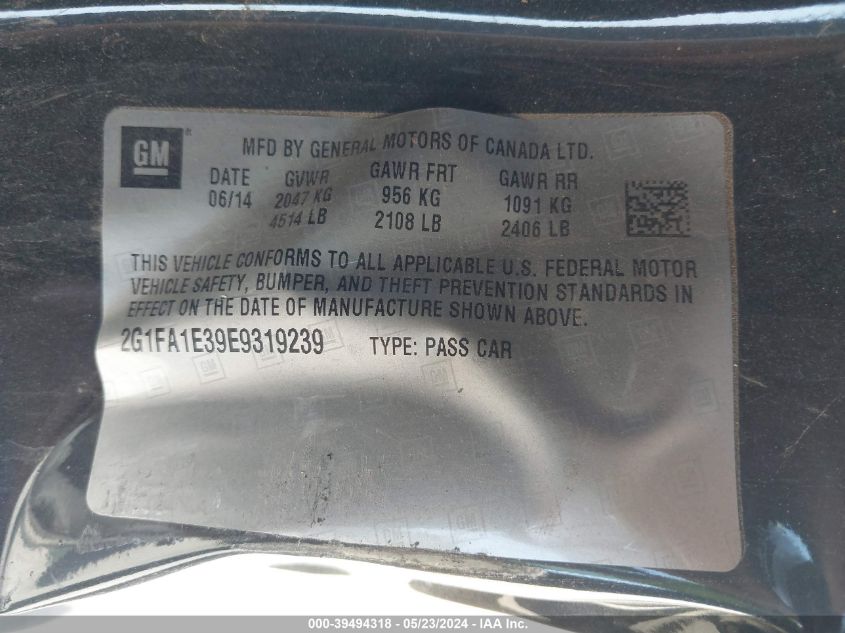 GM
MFD BY GENERAL MOTORS OF CANADA LTD.
DATE GVWR GAWR FRT GAWR RR
06/14 2047 KG 956 KG 1091 KG
4514 LB 2108 LB 2406 LB
THIS VEHICLE CONFORMS TO ALL APPLICABLE U.S. FEDERAL MOTOR
VEHICLE SAFETY, BUMPER, AND THEFT PREVENTION STANDARDS IN
EFFECT ON THE DATE OF MANUFACTURE SHOWN ABOVE.
2G1FA1E39E9319239 TYPE: PASS CAR
000-39494318 - 05/23/2024 - IAA Inc.